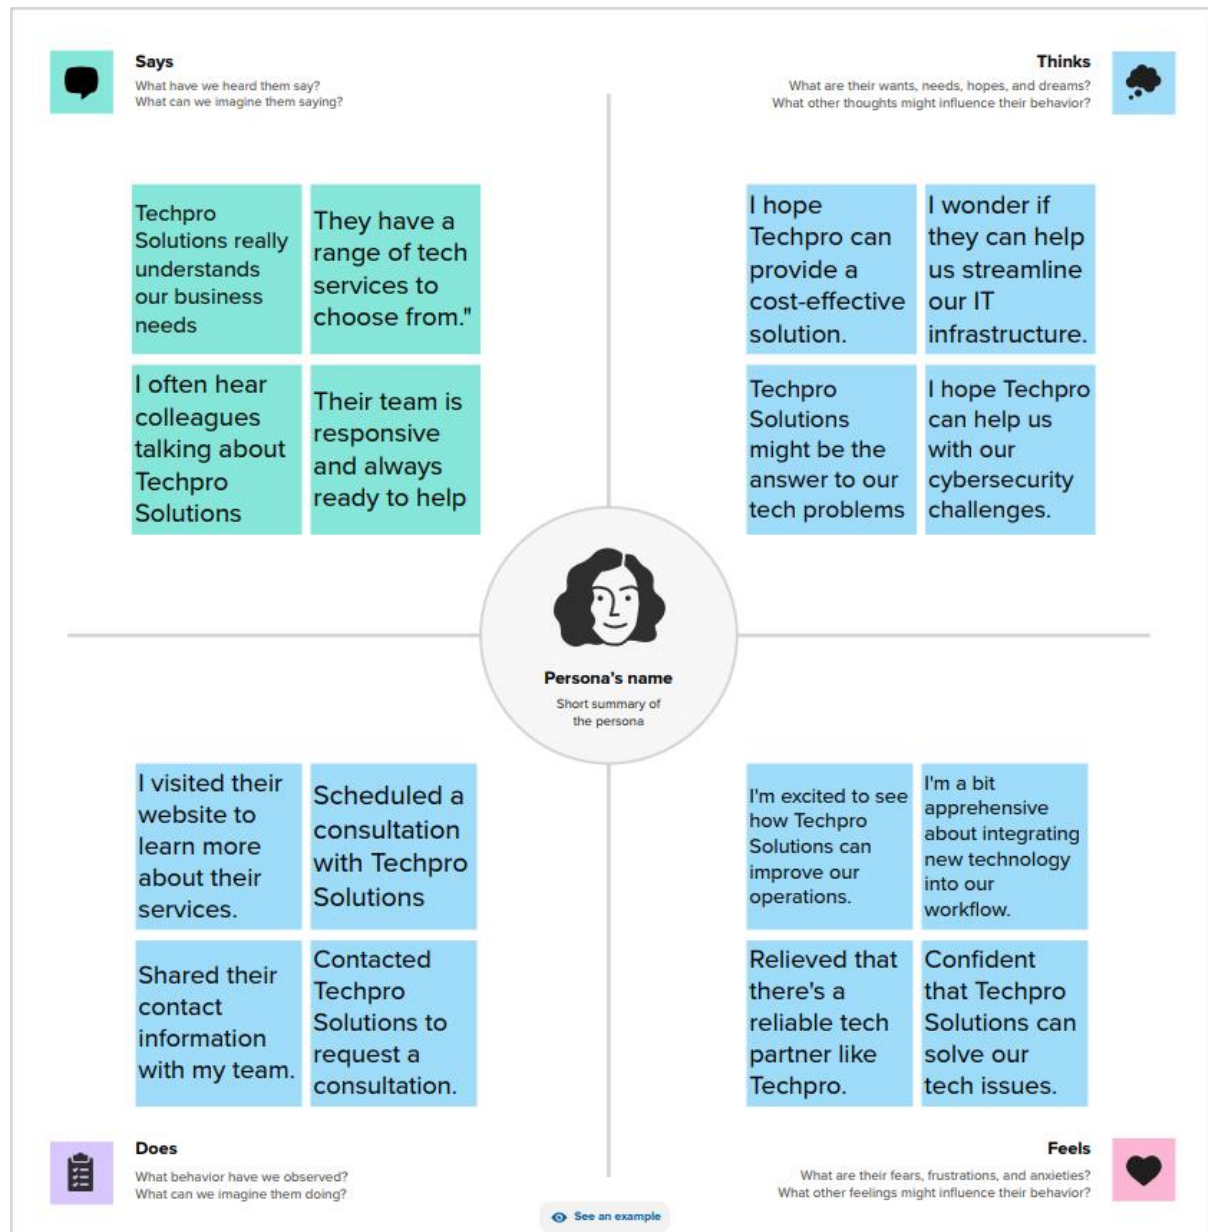 Says
What have we heard them say?
What can we imagine them saying?
Thinks
What are their wants, needs, hopes, and dreams?
What other thoughts might influence their behavior?
Techpro
Solutions really
understands
our business
needs
They have a
range of tech
services to
choose from."
I often hear
colleagues
talking about
Techpro
Solutions
Their team is
responsive
and always
ready to help
I hope
Techpro can
provide a
cost-effective
solution.
I wonder if
they can help
us streamline
our IT
infrastructure.
Techpro
Solutions
might be the
answer to our
tech problems
I hope Techpro
can help us
with our
cybersecurity
challenges.
Persona's name
Short summary of
the persona
I visited their
website to
learn more
about their
services.
Scheduled a
consultation
with Techpro
Solutions
Shared their
contact
information
with my team.
Contacted
Techpro
Solutions to
request a
consultation.
I'm excited to see
how Techpro
Solutions can
improve our
operations.
I'm a bit
apprehensive
about integrating
new technology
into our
workflow.
Relieved that
there's a
reliable tech
partner like
Techpro.
Confident
that Techpro
Solutions can
solve our
tech issues.
Does
What behavior have we observed?
What can we imagine them doing?
Feels
What are their fears, frustrations, and anxieties?
What other feelings might influence their behavior?
See an example